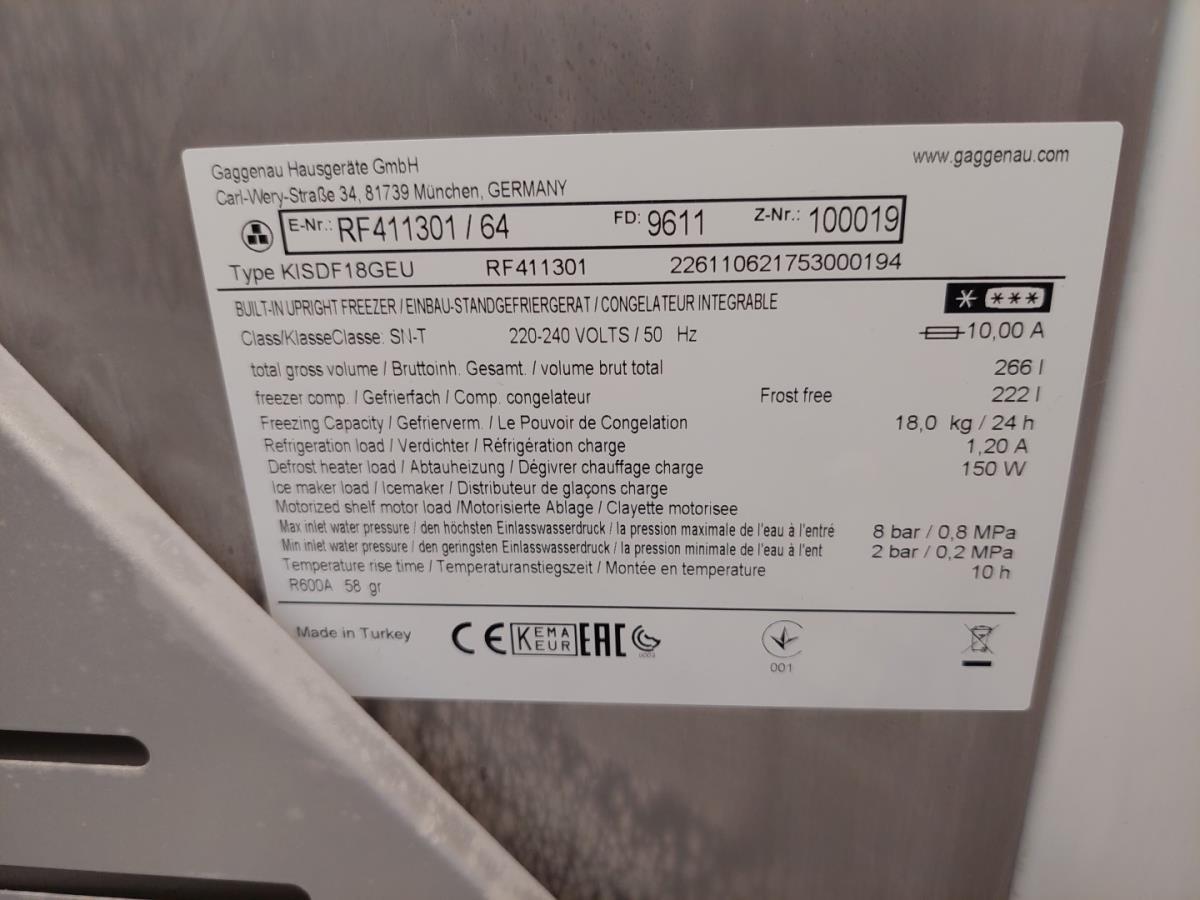 Gaggenau Hausgeräte GmbH
www.gaggenau.com
Carl-Wery-Straße 34, 81739 München, GERMANY
E-Nr.: RF411301 / 64 FD: 9611 Z-Nr.: 100019
Type KISDF18GEU RF411301 226110621753000194
BUILT-IN UPRIGHT FREEZER / EINBAU-STANDGEFRIERGERAT / CONGELATEUR INTEGRABLE
Class/KlasseClasse: SN-T 220-240 VOLTS / 50 Hz 10,00 A
total gross volume / Bruttoinh. Gesamt. / volume brut total 266 l
freezer comp. / Gefrierfach / Comp. congelateur Frost free 222 l
Freezing Capacity / Gefrierverm. / Le Pouvoir de Congelation 18,0 kg / 24 h
Refrigeration load / Verdichter / Réfrigération charge 1,20 A
Defrost heater load / Abtauheizung / Dégivrer chauffage charge 150 W
Ice maker load / Icemaker / Distributeur de glaçons charge
Motorized shelf motor load /Motorisierte Ablage / Clayette motorisee
Max inlet water pressure / den höchsten Einlasswasserdruck / la pression maximale de l'eau à l'entré 8 bar / 0,8 MPa
Min inlet water pressure / den geringsten Einlasswasserdruck / la pression minimale de l'eau à l'ent 2 bar / 0,2 MPa
Temperature rise time / Temperaturanstiegszeit / Montée en temperature 10 h
R600A 58 gr
Made in Turkey CE KEMA KEUR EAC
001